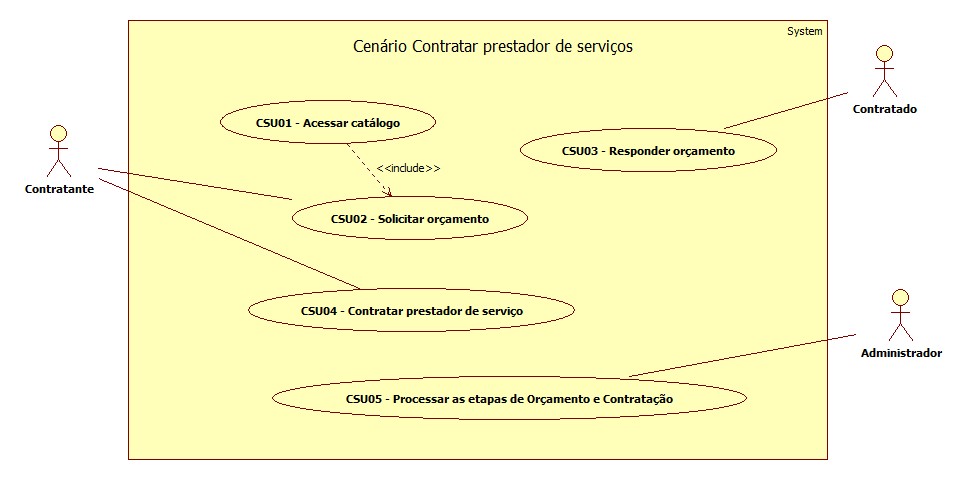 System
Cenário Contratar prestador de serviços
Contratado
CSU01 - Acessar catálogo
CSU03 - Responder orçamento
<<include>>
Contratante
CSU02 - Solicitar orçamento
CSU04 - Contratar prestador de serviço
Administrador
CSU05 - Processar as etapas de Orçamento e Contratação